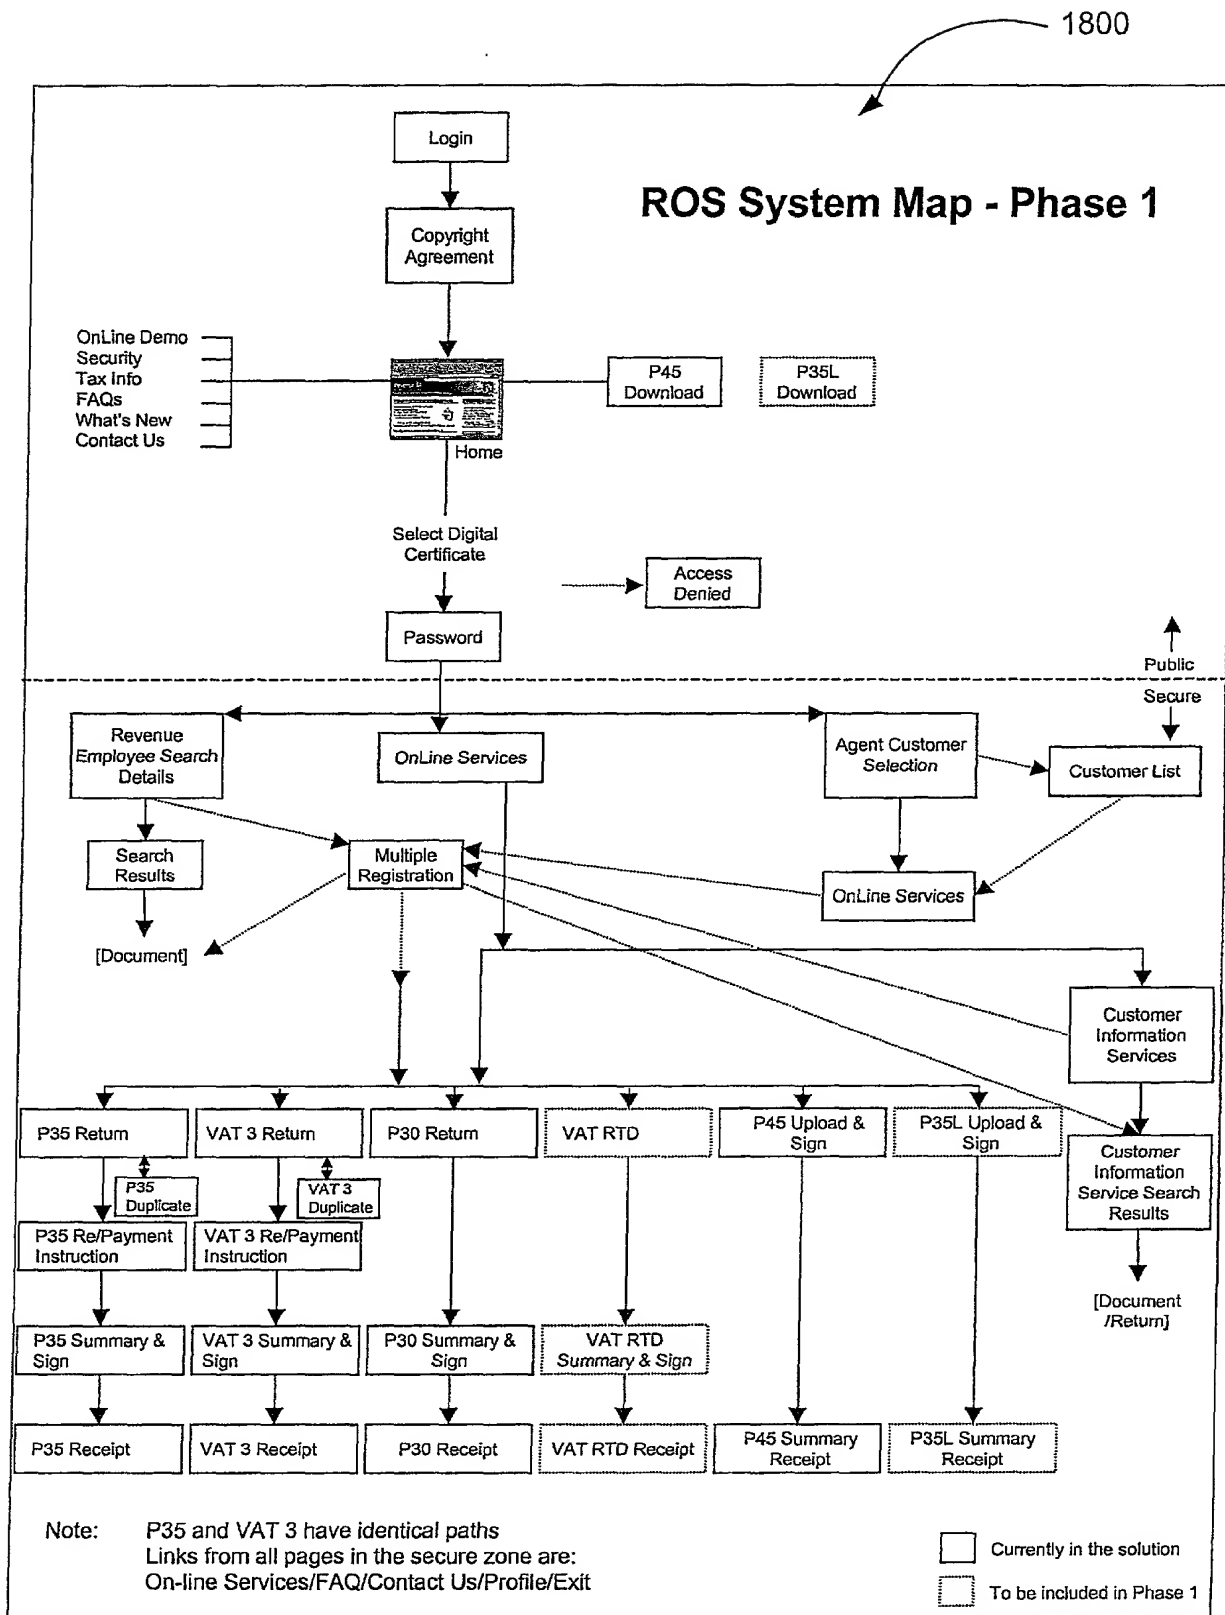 1800
Login
ROS System Map - Phase 1
Copyright
Agreement
OnLine Demo
Security
Tax Info
FAQs
What's New
Contact Us
P45
Download
P35L
Download
Home
Select Digital
Certificate
Access
Denied
Password
Public
Secure
Revenue
Employee Search
Details
OnLine Services
Agent Customer
Selection
Customer List
Search
Results
Multiple
Registration
OnLine Services
[Document]
Customer
Information
Services
P35 Return
VAT 3 Return
P30 Return
VAT RTD
P45 Upload &
Sign
P35L Upload &
Sign
P35
Duplicate
VAT 3
Duplicate
Customer
Information
Service Search
Results
P35 Re/Payment
Instruction
VAT 3 Re/Payment
Instruction
[Document
/Return]
P35 Summary &
Sign
VAT 3 Summary &
Sign
P30 Summary &
Sign
VAT RTD
Summary & Sign
P35 Receipt
VAT 3 Receipt
P30 Receipt
VAT RTD Receipt
P45 Summary
Receipt
P35L Summary
Receipt
Note: P35 and VAT 3 have identical paths
Links from all pages in the secure zone are:
On-line Services/FAQ/Contact Us/Profile/Exit
Currently in the solution
To be included in Phase 1